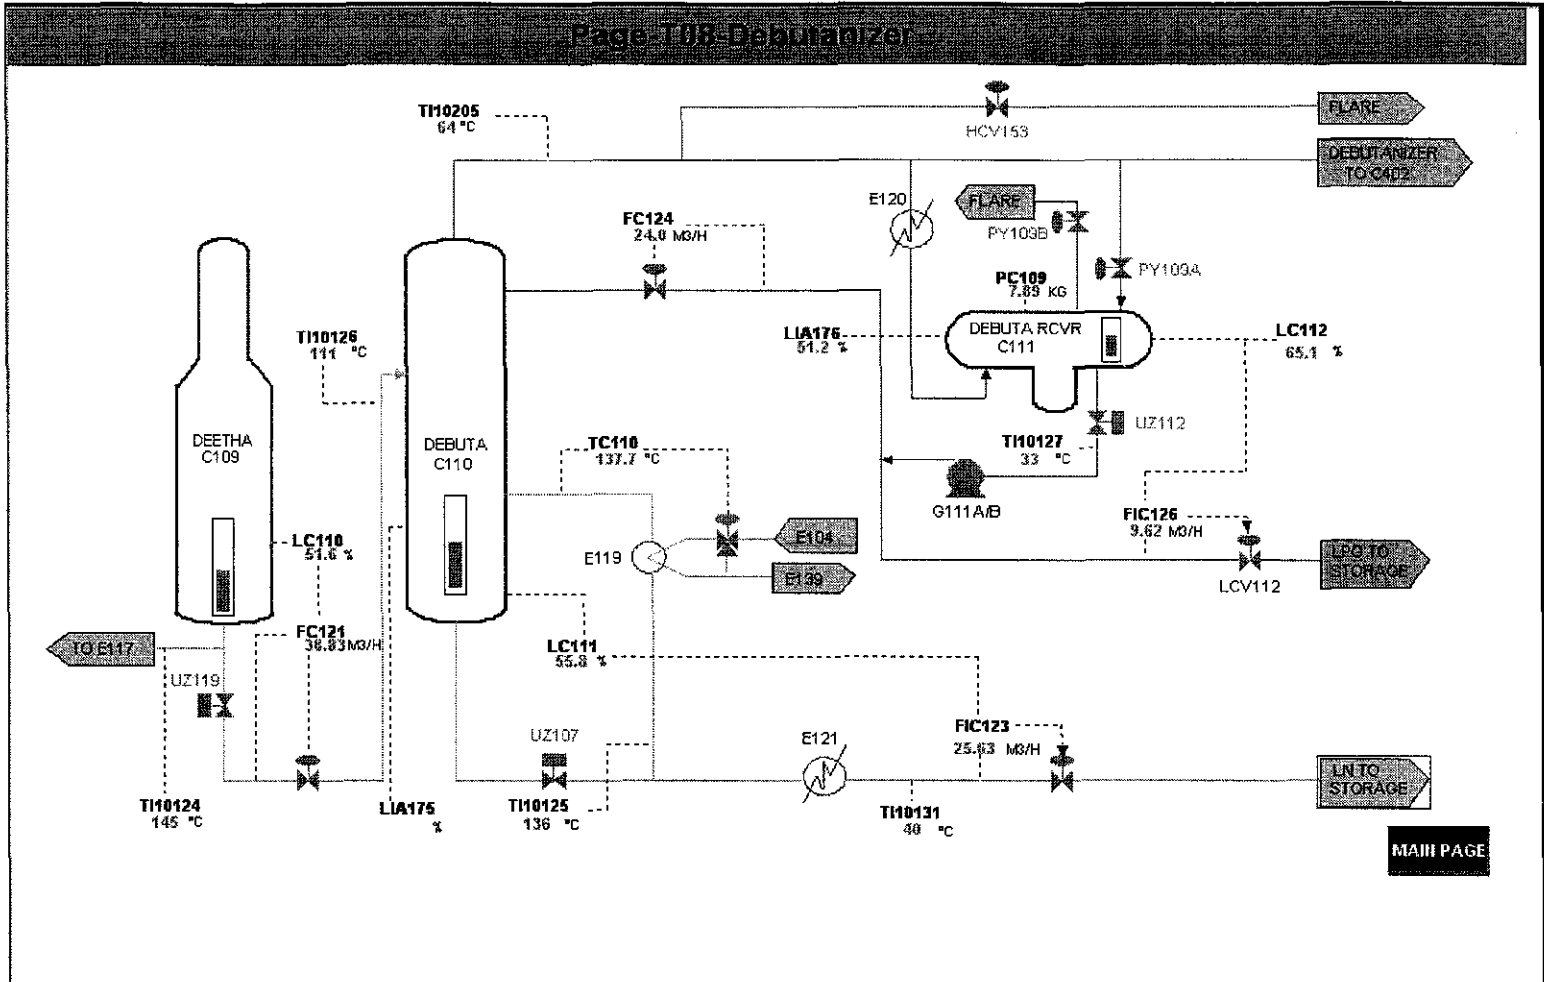 Page-T08-Debutanizer
TI10205
64 °C
HCV153
FLARE
DEBUTANIZER
TO C402
E120
FLARE
PY109B
FC124
24.0 M3/H
PY109A
PC109
7.89 KG
TI10126
111 °C
LIA176
51.2 %
DEBUTA RCVR
C111
LC112
65.1 %
DEETHA
C109
DEBUTA
C110
TC110
137.7 °C
TI10127
33 °C
UZ112
G111A/B
FIC126
9.62 M3/H
LC110
51.6 %
E119
E104
E139
LPG TO
STORAGE
LCV112
FC121
38.83 M3/H
TO E117
LC111
55.8 %
UZ119
UZ107
E121
FIC123
25.63 M3/H
LN TO
STORAGE
TI10124
145 °C
LIA175
%
TI10125
136 °C
TI10131
40 °C
MAIN PAGE